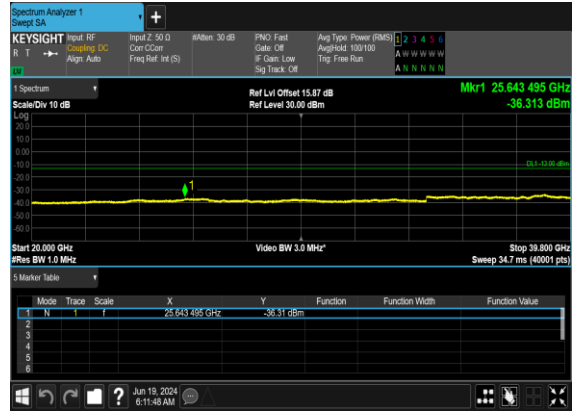 Spectrum Analyzer 1
Swept SA
+
KEYSIGHT Input: RF Input Z: 50 Ω #Atten: 30 dB PNO: Fast Avg Type: Power (RMS) 1 2 3 4 5 6
R T Coupling: DC Corr CCorr Gate: Off Avg|Hold: 100/100 A W W W W W
Align: Auto Freq Ref: Int (S) IF Gain: Low Trig: Free Run
Sig Track: Off A N N N N N
1 Spectrum Ref Lvl Offset 15.87 dB Mkr1 25.643 495 GHz
Scale/Div 10 dB Ref Level 30.00 dBm -36.313 dBm
Log
20.0
10.0
0.00
-10.0 DL1 -13.00 dBm
-20.0
-30.0 1
-40.0
-50.0
-60.0
Start 20.000 GHz Video BW 3.0 MHz* Stop 39.800 GHz
#Res BW 1.0 MHz Sweep 34.7 ms (40001 pts)
5 Marker Table
Mode Trace Scale X Y Function Function Width Function Value
1 N 1 f 25.643 495 GHz -36.31 dBm
2
3
4
5
6
? Jun 19, 2024
6:11:48 AM